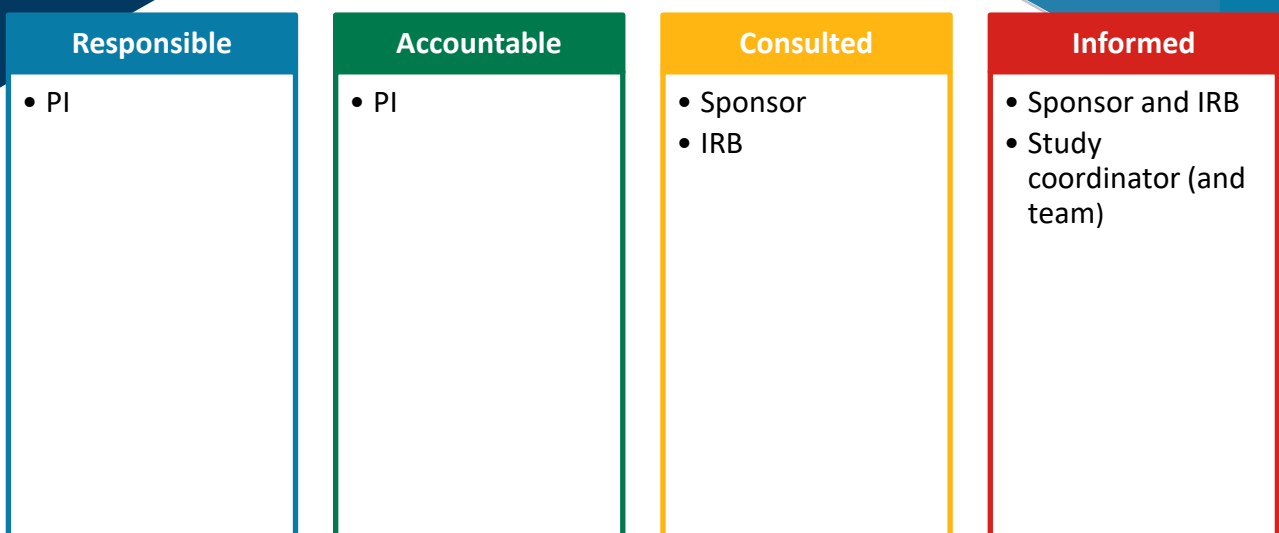 Responsible
• PI
Accountable
• PI
Consulted
• Sponsor
• IRB
Informed
• Sponsor and IRB
• Study
coordinator (and
team)